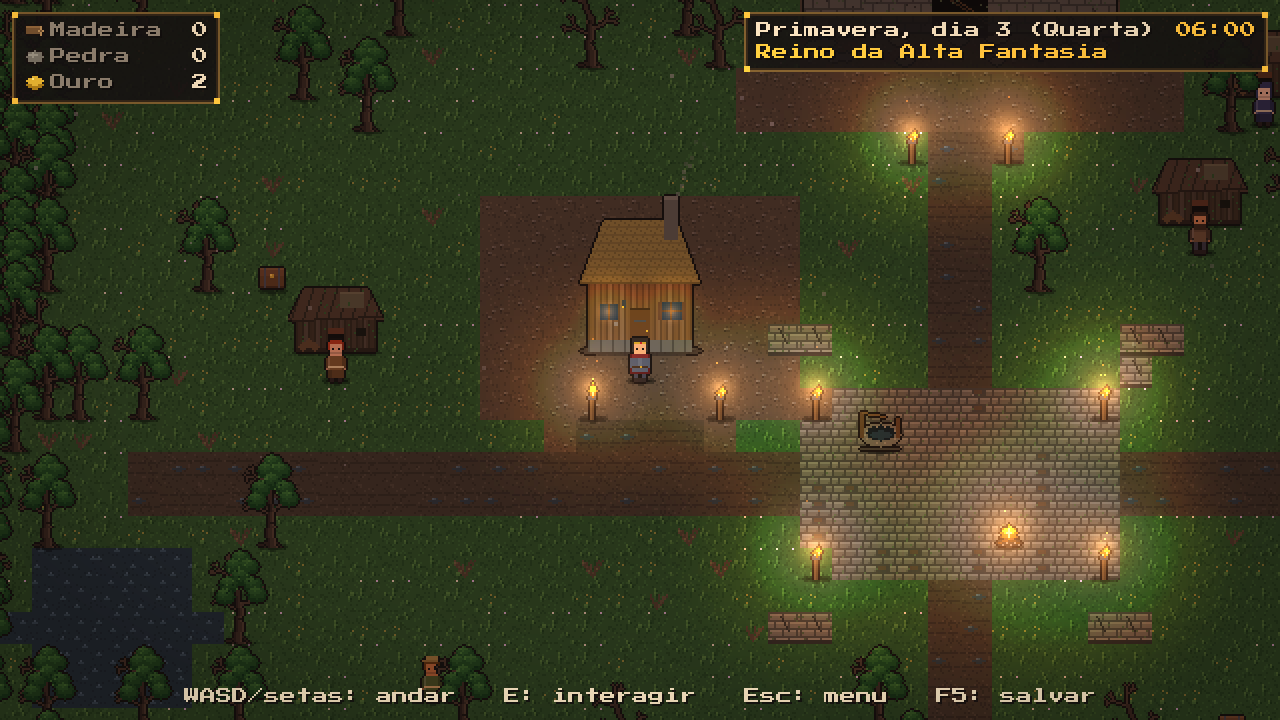 Madeira 0
Pedra 0
Ouro 2
Primavera, dia 3 (Quarta) 06:00
Reino da Alta Fantasia
WASD/setas: andar E: interagir Esc: menu F5: salvar